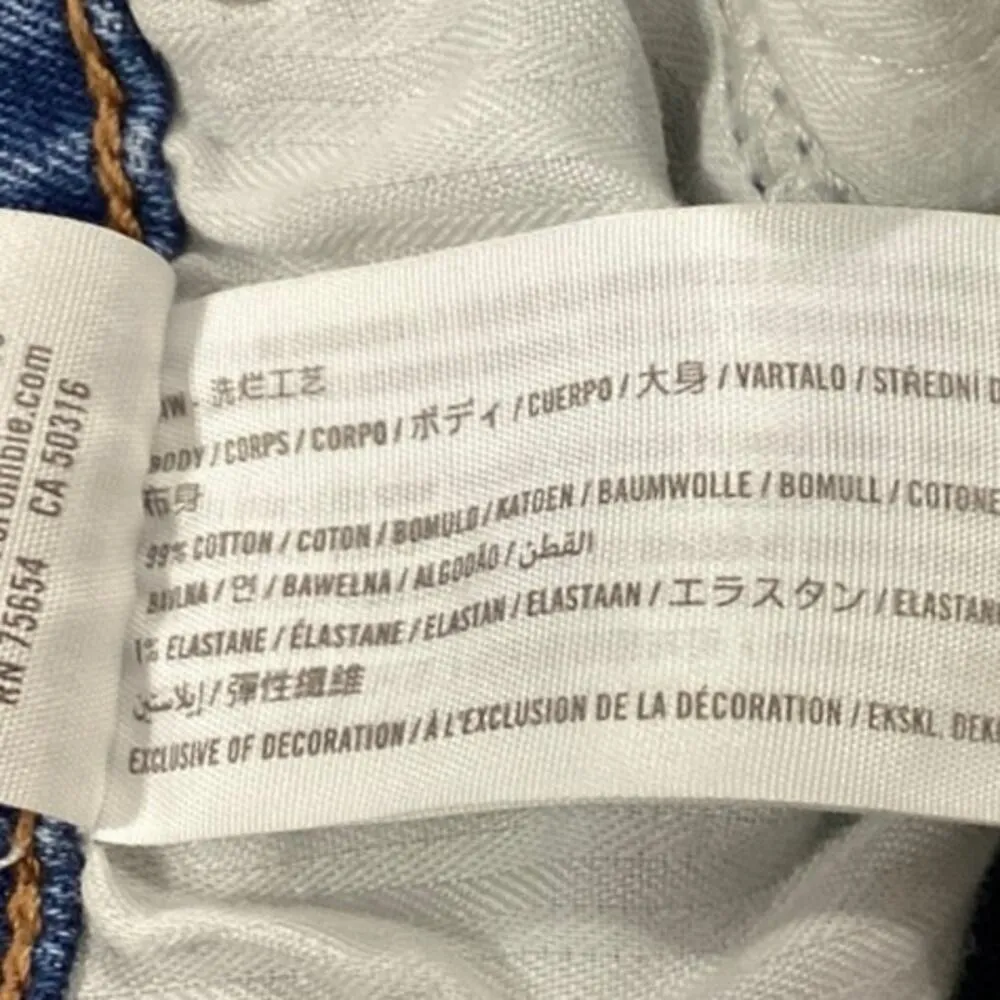 crombie.com
RN 75654 CA 50316
洗烂工艺
BODY / CORPS / CORPO / ボディ / CUERPO / 大身 / VARTALO / STŘEDNÍ D
布身
99% COTTON / COTON / BOMULD / KATOEN / BAUMWOLLE / BOMULL / COTONE
BAVLNA / 면 / BAWEŁNA / ALGODÃO / القطن
1% ELASTANE / ÉLASTANE / ELASTAN / ELASTAAN / エラスタン / ELASTANO
إيلاستين / 彈性纖維
EXCLUSIVE OF DECORATION / À L'EXCLUSION DE LA DÉCORATION / EKSKL. DEKO